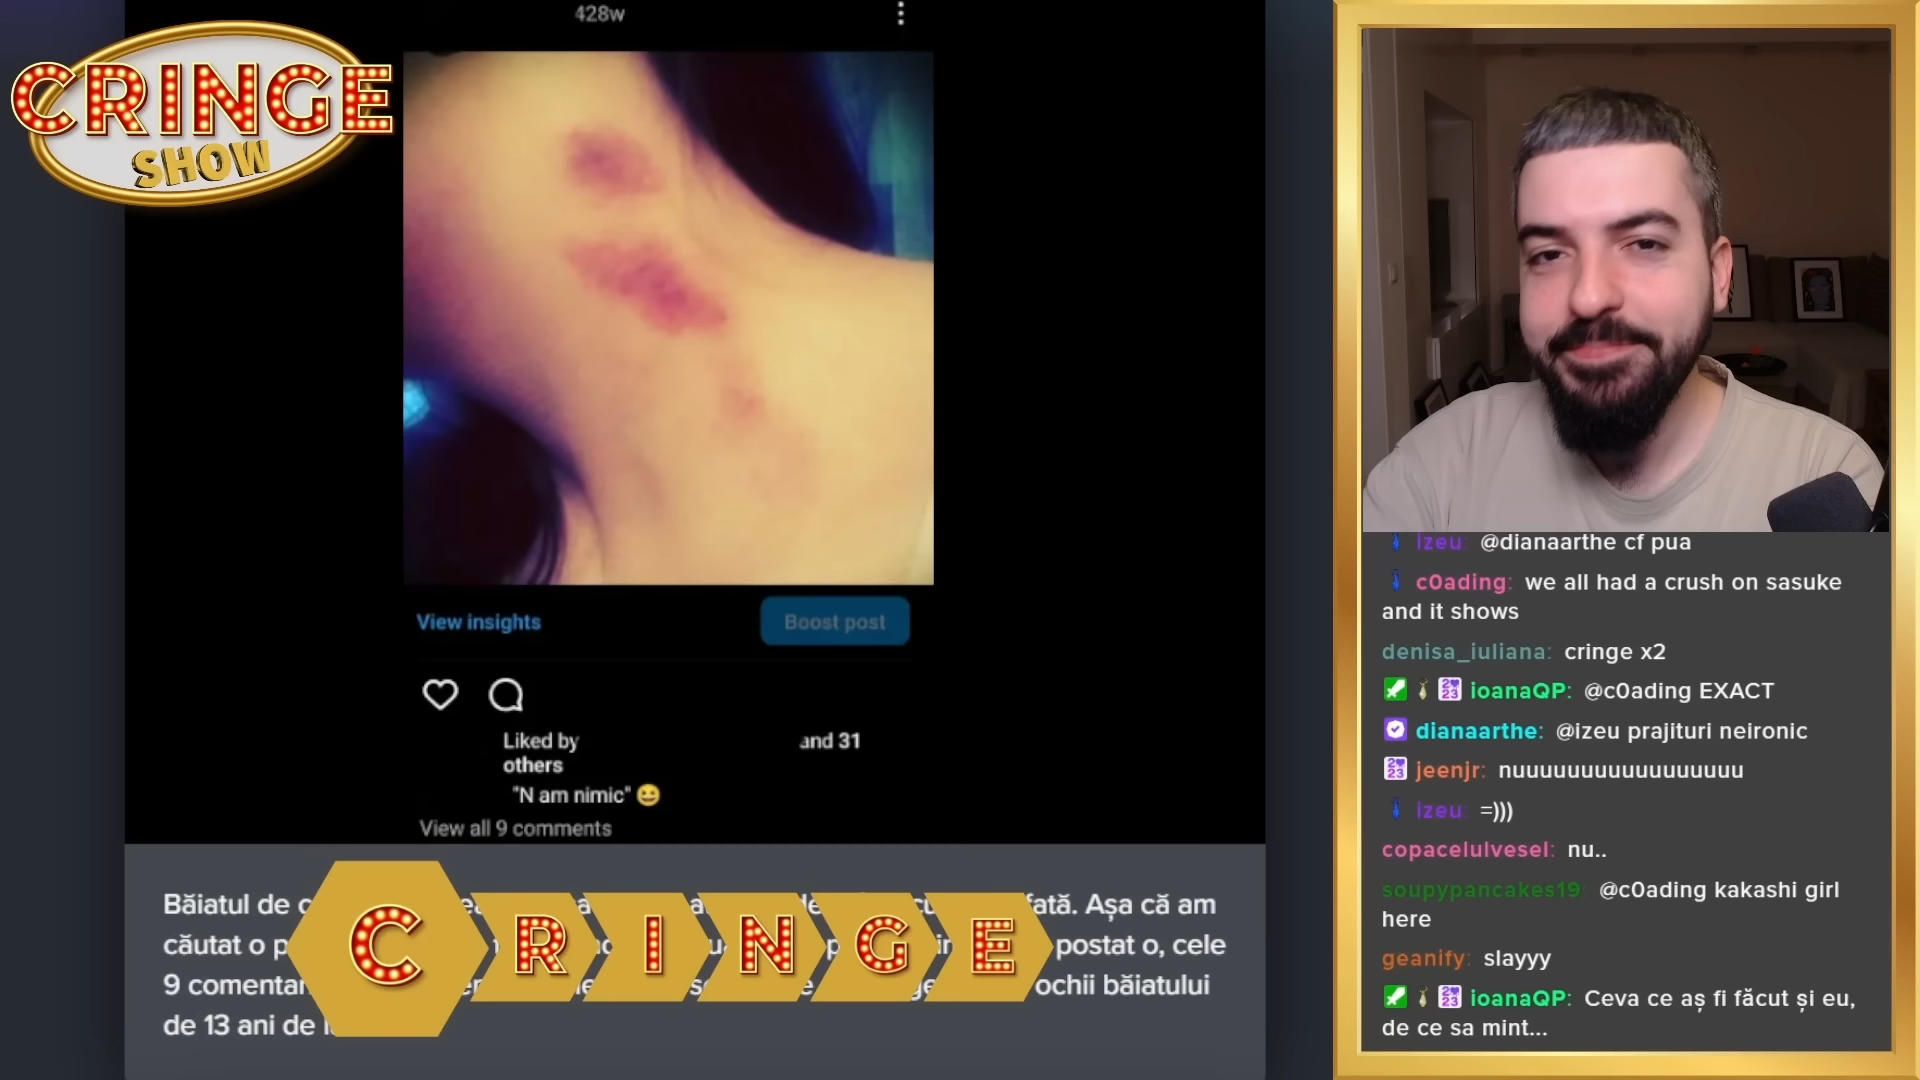 CRINGE
SHOW
428w
View insights
Boost post
Liked by
and 31
others
"N am nimic" 😄
View all 9 comments
Băiatul de
fată. Așa că am
căutat o
postat o, cele
9
ochii băiatului
de 13 ani de
CRINGE
izeu: @dianaarthe cf pua
c0ading: we all had a crush on sasuke
and it shows
denisa_iuliana: cringe x2
ioanaQP: @c0ading EXACT
dianaarthe: @izeu prajituri neironic
jeenjr: nuuuuuuuuuuuuuuuuu
izeu: =)))
copacelulvesel: nu..
soupypancakes19: @c0ading kakashi girl
here
geanify: slayyy
ioanaQP: Ceva ce aș fi făcut și eu,
de ce sa mint...